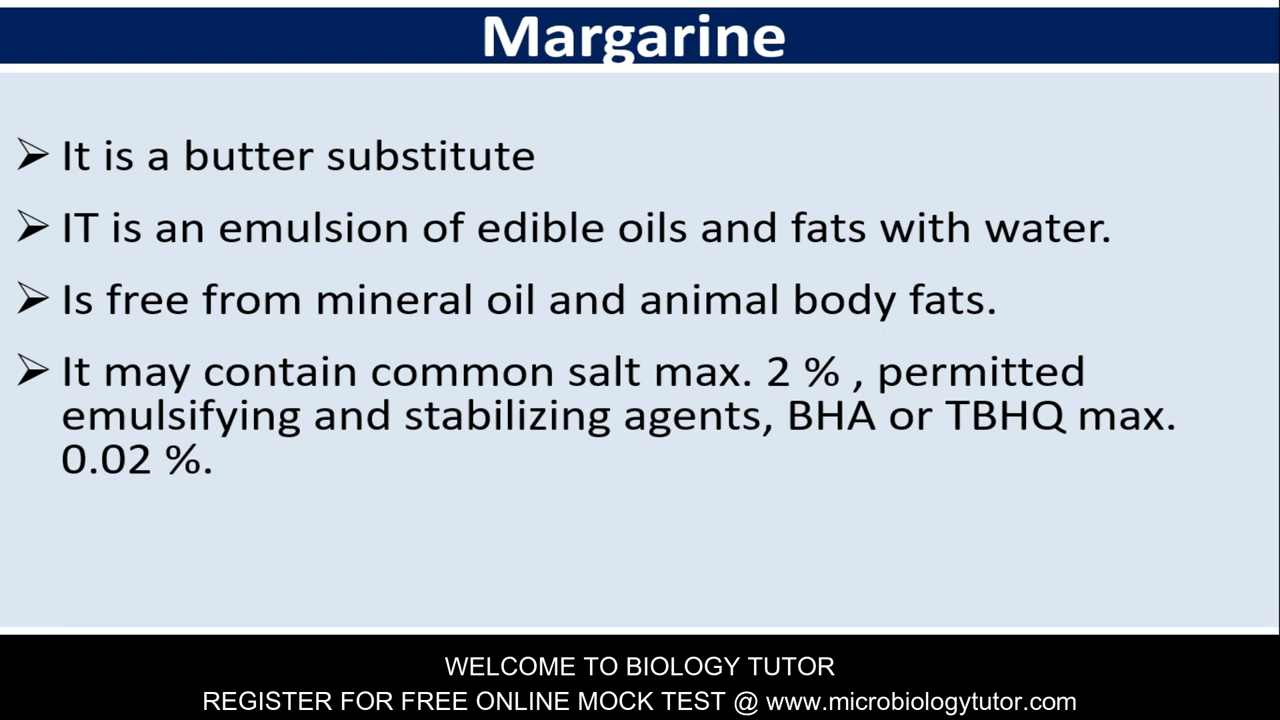 Margarine
➢ It is a butter substitute
➢ IT is an emulsion of edible oils and fats with water.
➢ Is free from mineral oil and animal body fats.
➢ It may contain common salt max. 2 % , permitted
emulsifying and stabilizing agents, BHA or TBHQ max.
0.02 %.
WELCOME TO BIOLOGY TUTOR
REGISTER FOR FREE ONLINE MOCK TEST @ www.microbiologytutor.com